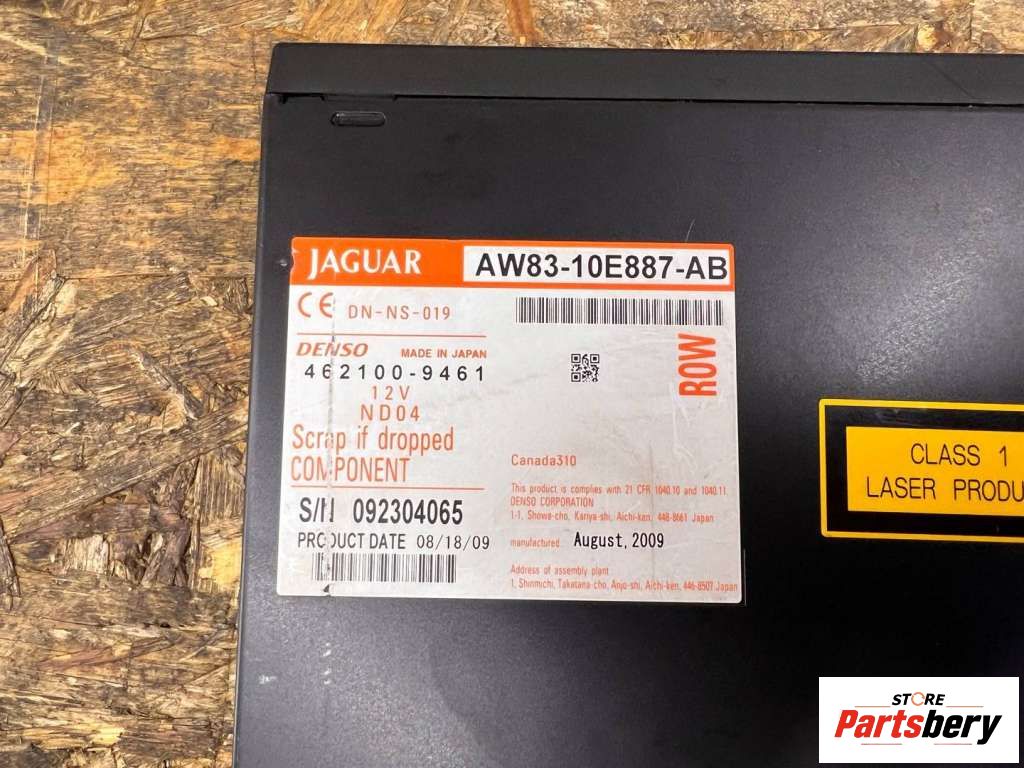 JAGUAR AW83-10E887-AB
CE DN-NS-019
DENSO MADE IN JAPAN
462100-9461
12V
ND04
ROW
Scrap if dropped
COMPONENT
S/N 092304065
PRODUCT DATE 08/18/09
Canada310
This product is complies with 21 CFR 1040.10 and 1040.11.
DENSO CORPORATION
1-1, Showa-cho, Kariya-shi, Aichi-ken, 448-8661 Japan
manufactured: August, 2009
Address of assembly plant
1, Shinmichi, Takatana-cho, Anjo-shi, Aichi-ken, 446-8507 Japan
CLASS 1
LASER PRODU
STORE
Partsbery